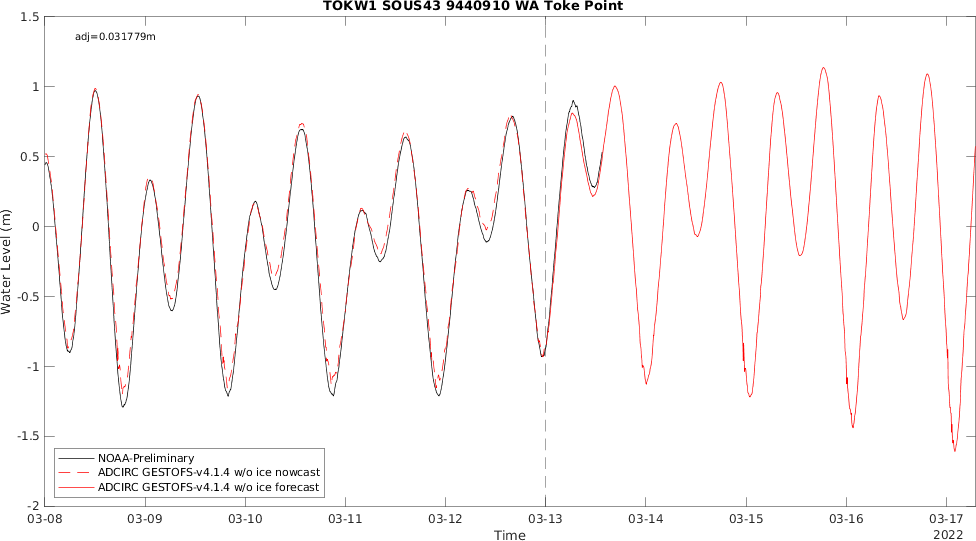 TOKW1 SOUS43 9440910 WA Toke Point
adj=0.031779m
1.5
1
0.5
0
-0.5
-1
-1.5
-2
Water Level (m)
NOAA-Preliminary
ADCIRC GESTOFS-v4.1.4 w/o ice nowcast
ADCIRC GESTOFS-v4.1.4 w/o ice forecast
03-08 03-09 03-10 03-11 03-12 03-13 03-14 03-15 03-16 03-17
Time
2022